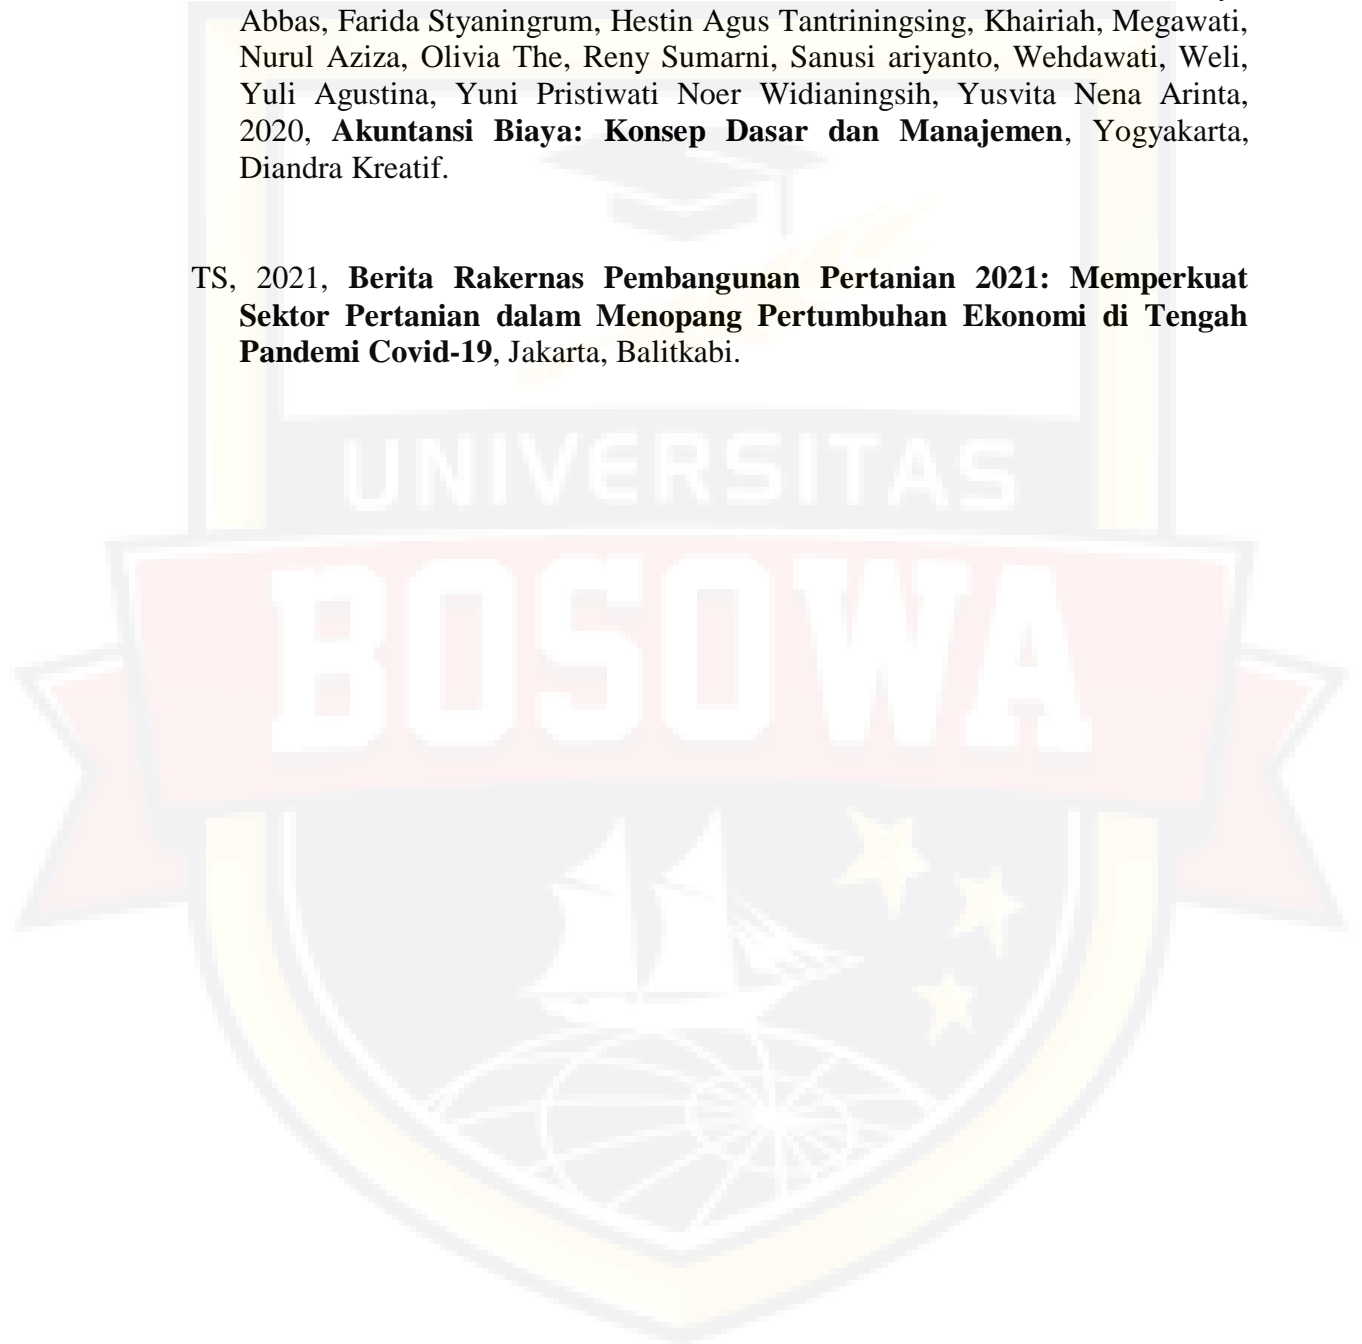 Abbas, Farida Styaningrum, Hestin Agus Tantriningsing, Khairiah, Megawati,
Nurul Aziza, Olivia The, Reny Sumarni, Sanusi ariyanto, Wehdawati, Weli,
Yuli Agustina, Yuni Pristiwati Noer Widianingsih, Yusvita Nena Arinta,
2020, Akuntansi Biaya: Konsep Dasar dan Manajemen, Yogyakarta,
Diandra Kreatif.
TS, 2021, Berita Rakernas Pembangunan Pertanian 2021: Memperkuat
Sektor Pertanian dalam Menopang Pertumbuhan Ekonomi di Tengah
Pandemi Covid-19, Jakarta, Balitkabi.
UNIVERSITAS
BOSOWA